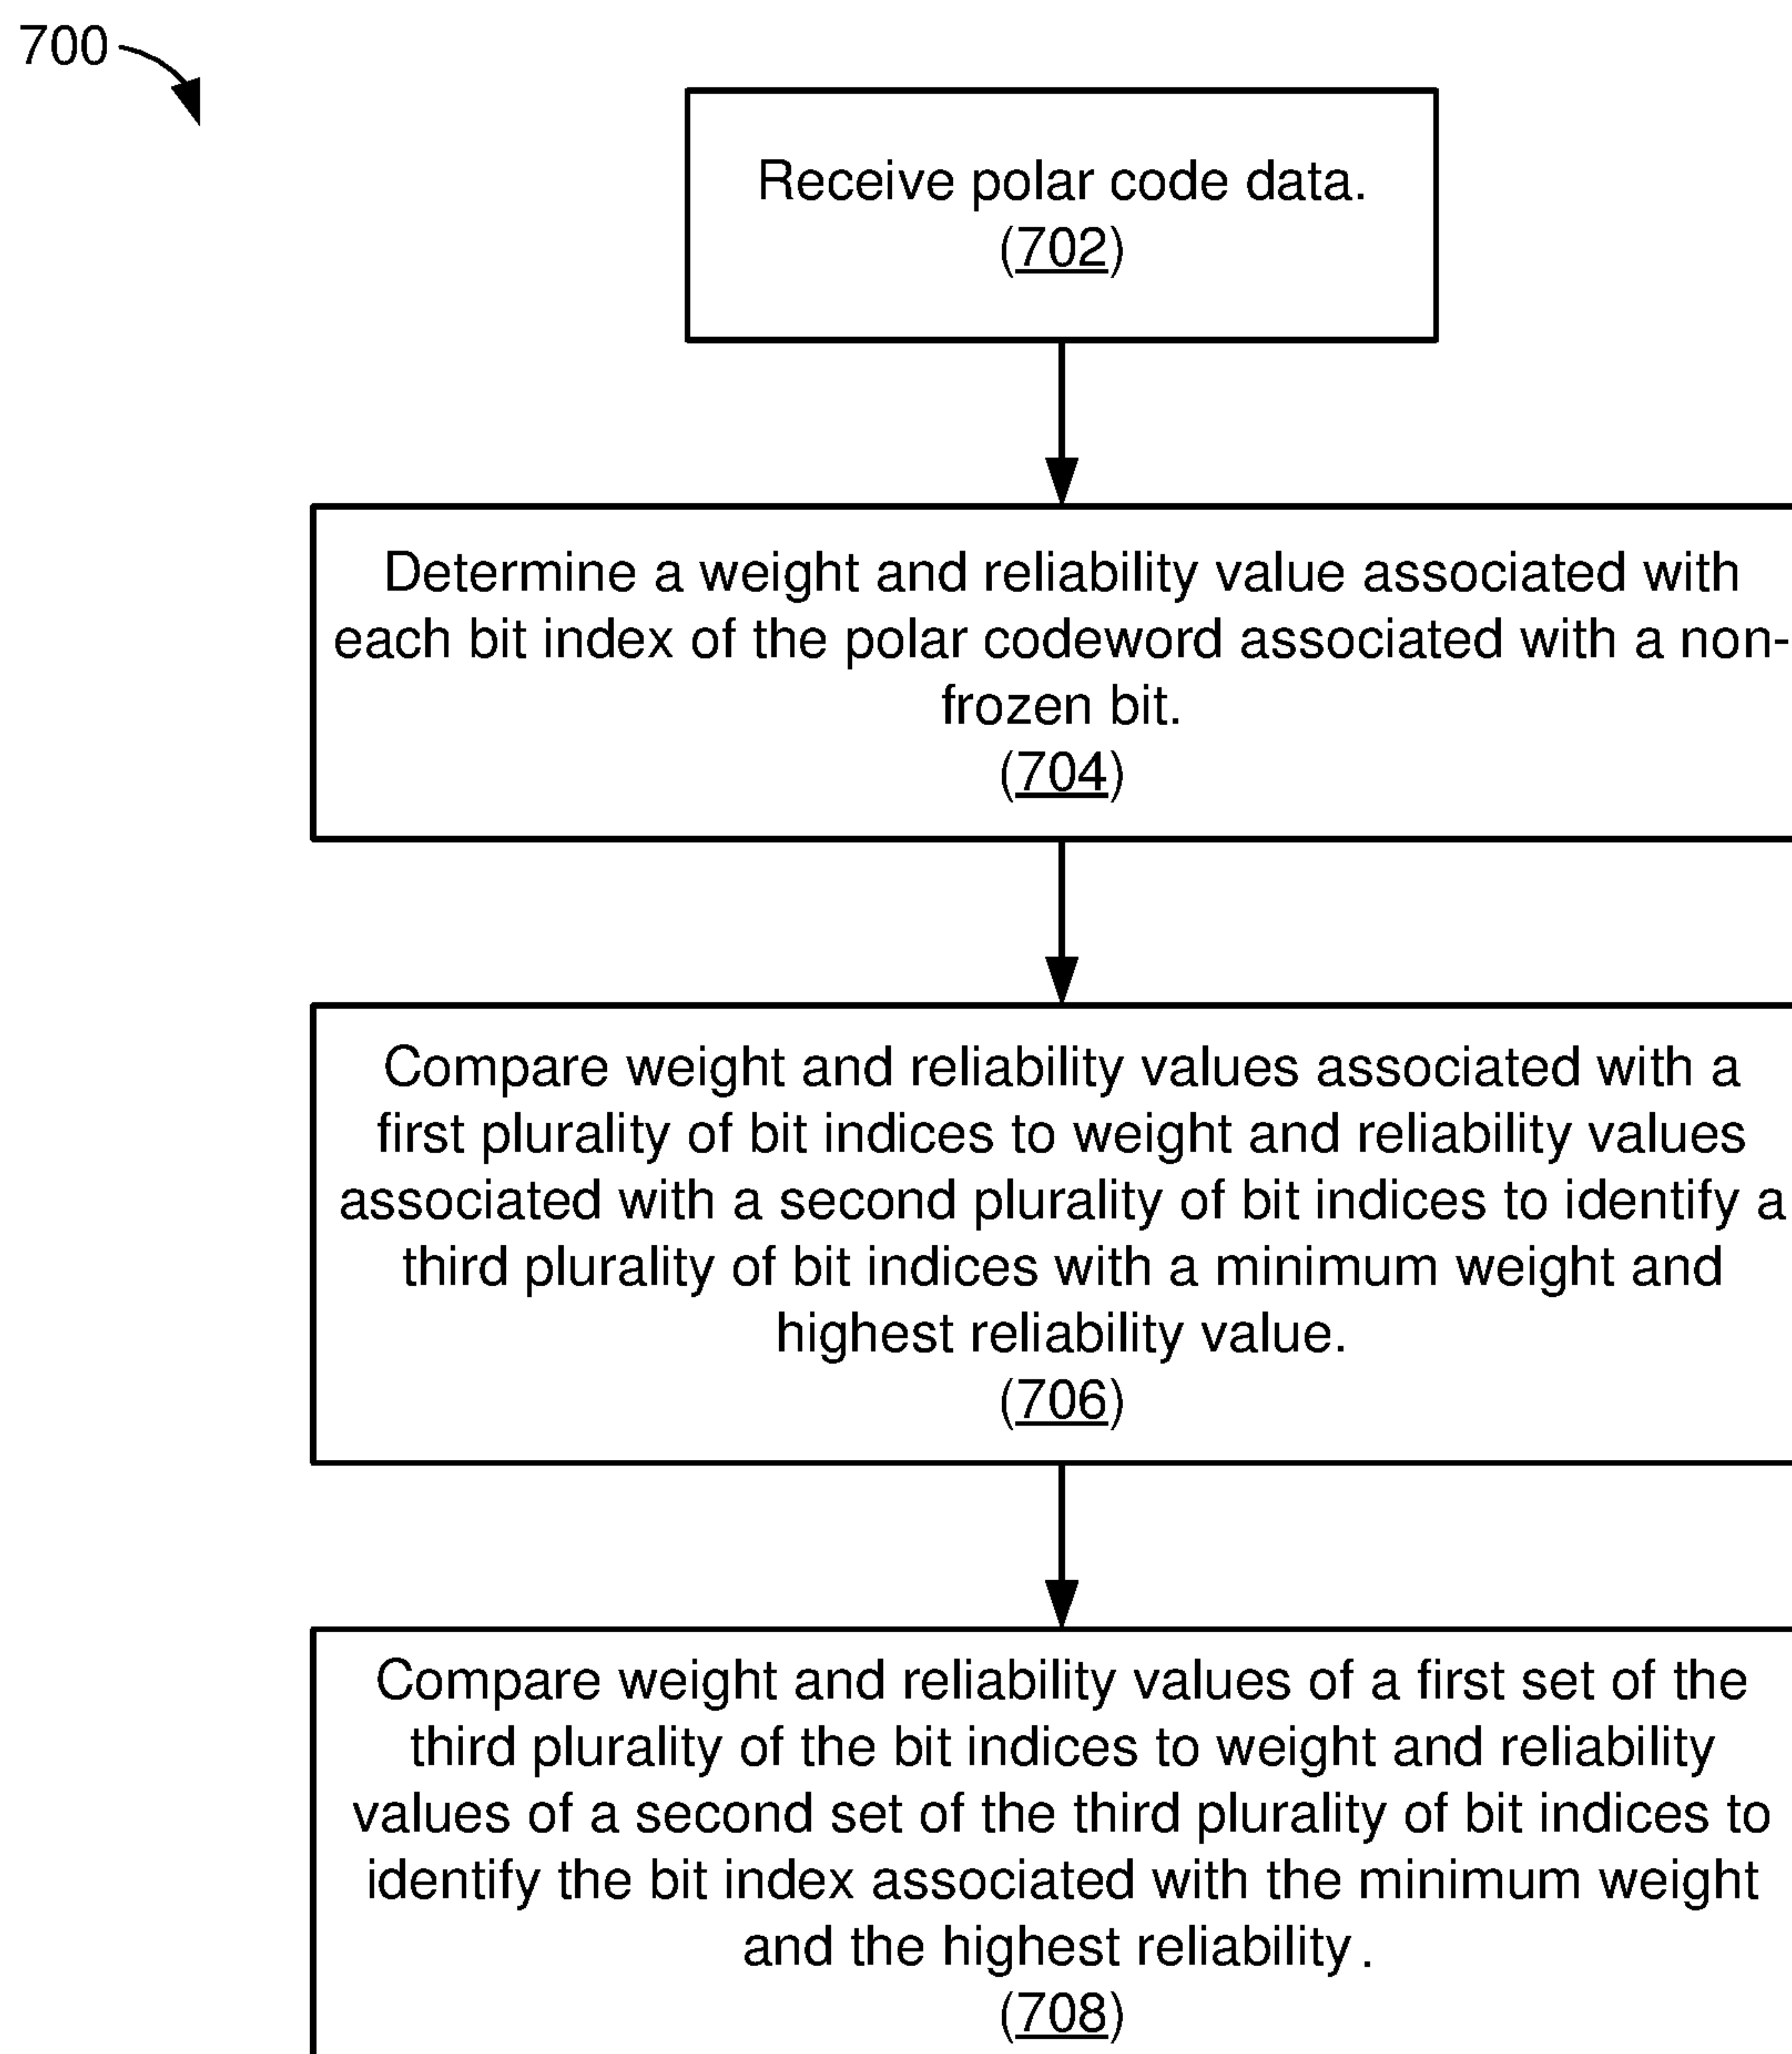 700
Receive polar code data.
(702)
Determine a weight and reliability value associated with
each bit index of the polar codeword associated with a non-
frozen bit.
(704)
Compare weight and reliability values associated with a
first plurality of bit indices to weight and reliability values
associated with a second plurality of bit indices to identify a
third plurality of bit indices with a minimum weight and
highest reliability value.
(706)
Compare weight and reliability values of a first set of the
third plurality of the bit indices to weight and reliability
values of a second set of the third plurality of bit indices to
identify the bit index associated with the minimum weight
and the highest reliability.
(708)